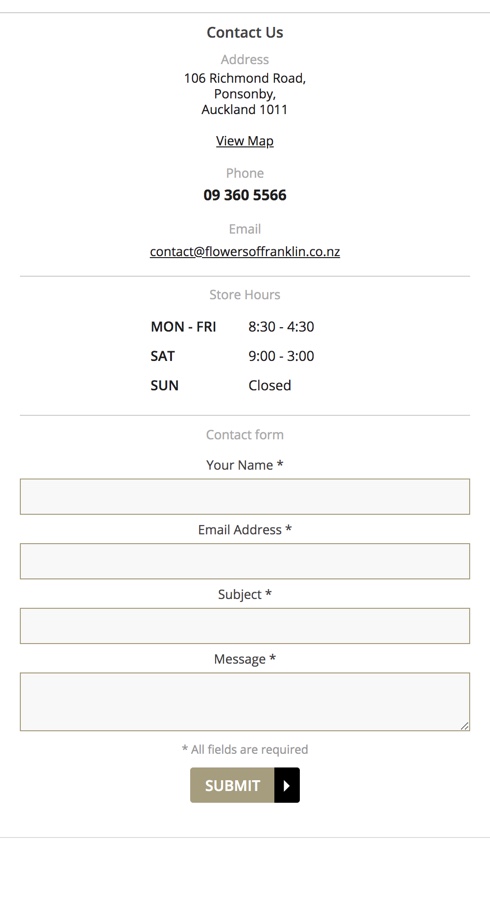 Contact Us
Address
106 Richmond Road,
Ponsonby,
Auckland 1011
View Map
Phone
09 360 5566
Email
contact@flowersoffranklin.co.nz
Store Hours
MON - FRI 8:30 - 4:30
SAT 9:00 - 3:00
SUN Closed
Contact form
Your Name *
Email Address *
Subject *
Message *
* All fields are required
SUBMIT